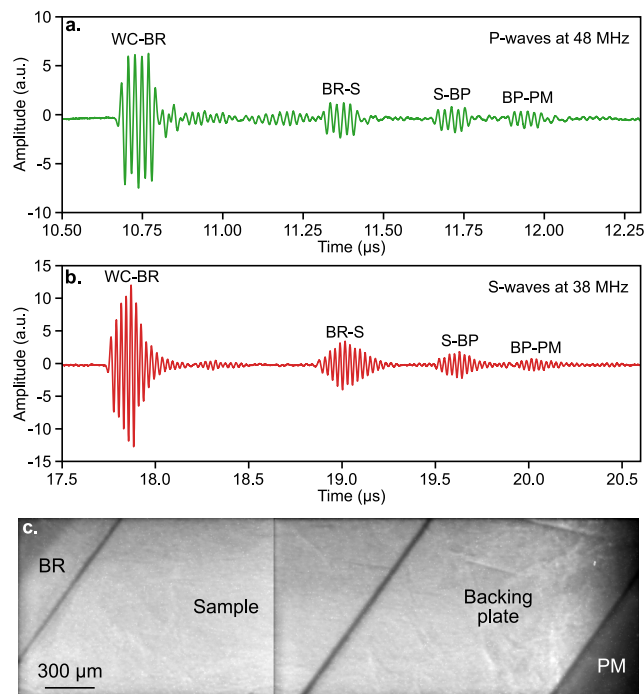 a.
P-waves at 48 MHz
WC-BR
BR-S
S-BP
BP-PM
Amplitude (a.u.)
10
5
0
-5
-10
10.50 10.75 11.00 11.25 11.50 11.75 12.00 12.25
Time (µs)
b.
S-waves at 38 MHz
WC-BR
BR-S
S-BP
BP-PM
Amplitude (a.u.)
15
10
5
0
-5
-10
-15
17.5 18.0 18.5 19.0 19.5 20.0 20.5
Time (µs)
c.
BR
Sample
Backing
plate
PM
300 µm